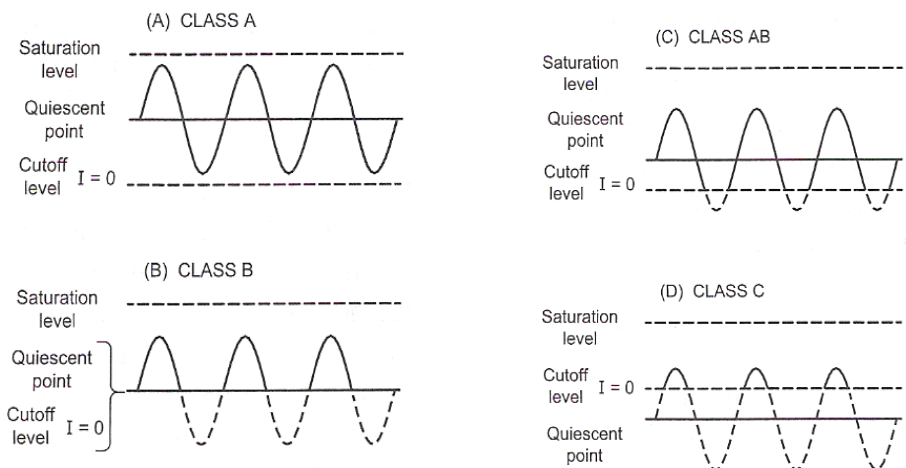 (A) CLASS A
Saturation
level
Quiescent
point
Cutoff
level I = 0
(B) CLASS B
Saturation
level
Quiescent
point
Cutoff
level I = 0
(C) CLASS AB
Saturation
level
Quiescent
point
Cutoff
level I = 0
(D) CLASS C
Saturation
level
Cutoff
level I = 0
Quiescent
point